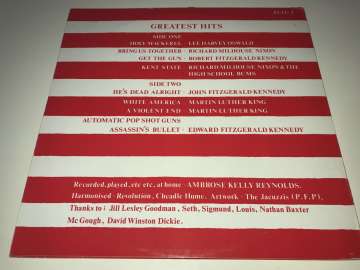 GREATEST HITS
SIDE ONE
HOLY MACKEREL · LEE HARVEY OSWALD
BRING US TOGETHER · RICHARD MILHOUSE NIXON
GET THE GUN · ROBERT FITZGERALD KENNEDY
KENT STATE · RICHARD MILHOUSE NIXON & THE
HIGH SCHOOL BUMS
SIDE TWO
HE'S DEAD ALRIGHT · JOHN FITZGERALD KENNEDY
WHITE AMERICA · MARTIN LUTHER KING
A VIOLENT END · MARTIN LUTHER KING
AUTOMATIC POP SHOT GUNS
ASSASSIN'S BULLET · EDWARD FITZGERALD KENNEDY
Recorded, played, etc etc, at home · AMBROSE KELLY REYNOLDS.
Harmonised · Resolution, Cheadle Hume. Artwork · The Jacuzzis (P.F.P).
Thanks to : Jill Lesley Goodman, Seth, Sigmund, Louis, Nathan Baxter
Mc Gough, David Winston Dickie.